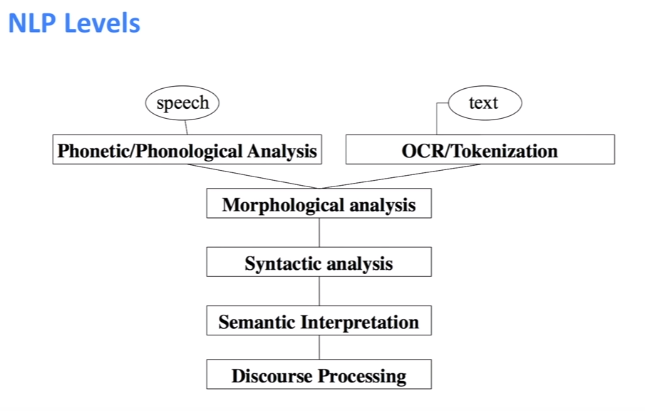 NLP Levels
speech
text
Phonetic/Phonological Analysis
OCR/Tokenization
Morphological analysis
Syntactic analysis
Semantic Interpretation
Discourse Processing